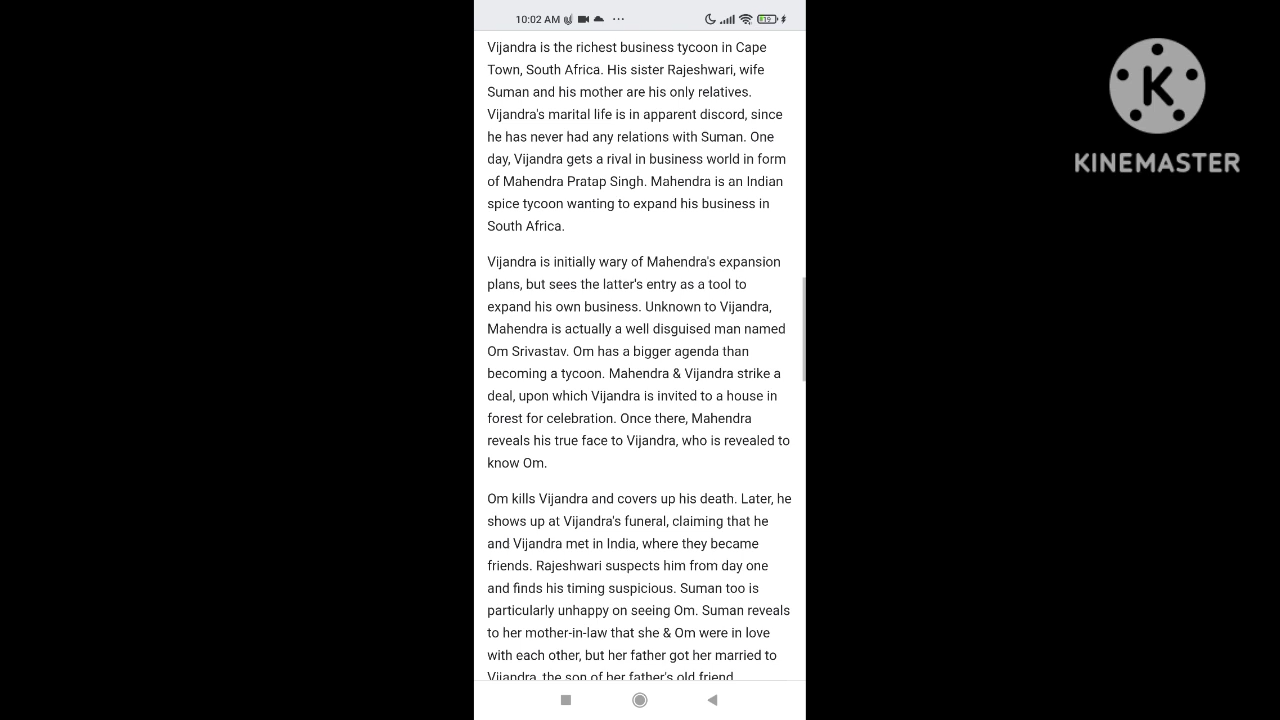 10:02 AM
819
Vijandra is the richest business tycoon in Cape
Town, South Africa. His sister Rajeshwari, wife
Suman and his mother are his only relatives.
Vijandra's marital life is in apparent discord, since
he has never had any relations with Suman. One
day, Vijandra gets a rival in business world in form
of Mahendra Pratap Singh. Mahendra is an Indian
spice tycoon wanting to expand his business in
South Africa.
Vijandra is initially wary of Mahendra's expansion
plans, but sees the latter's entry as a tool to
expand his own business. Unknown to Vijandra,
Mahendra is actually a well disguised man named
Om Srivastav. Om has a bigger agenda than
becoming a tycoon. Mahendra & Vijandra strike a
deal, upon which Vijandra is invited to a house in
forest for celebration. Once there, Mahendra
reveals his true face to Vijandra, who is revealed to
know Om.
Om kills Vijandra and covers up his death. Later, he
shows up at Vijandra's funeral, claiming that he
and Vijandra met in India, where they became
friends. Rajeshwari suspects him from day one
and finds his timing suspicious. Suman too is
particularly unhappy on seeing Om. Suman reveals
to her mother-in-law that she & Om were in love
with each other, but her father got her married to
Vijandra, the son of her father's old friend.
K
KINEMASTER